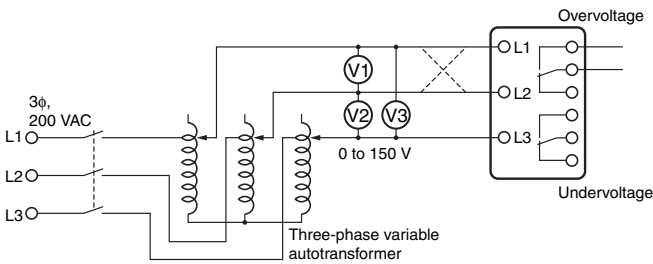 Overvoltage
L1
V1
3ϕ,
200 VAC
L2
V2
V3
L1
L3
0 to 150 V
L2
Undervoltage
L3
Three-phase variable
autotransformer